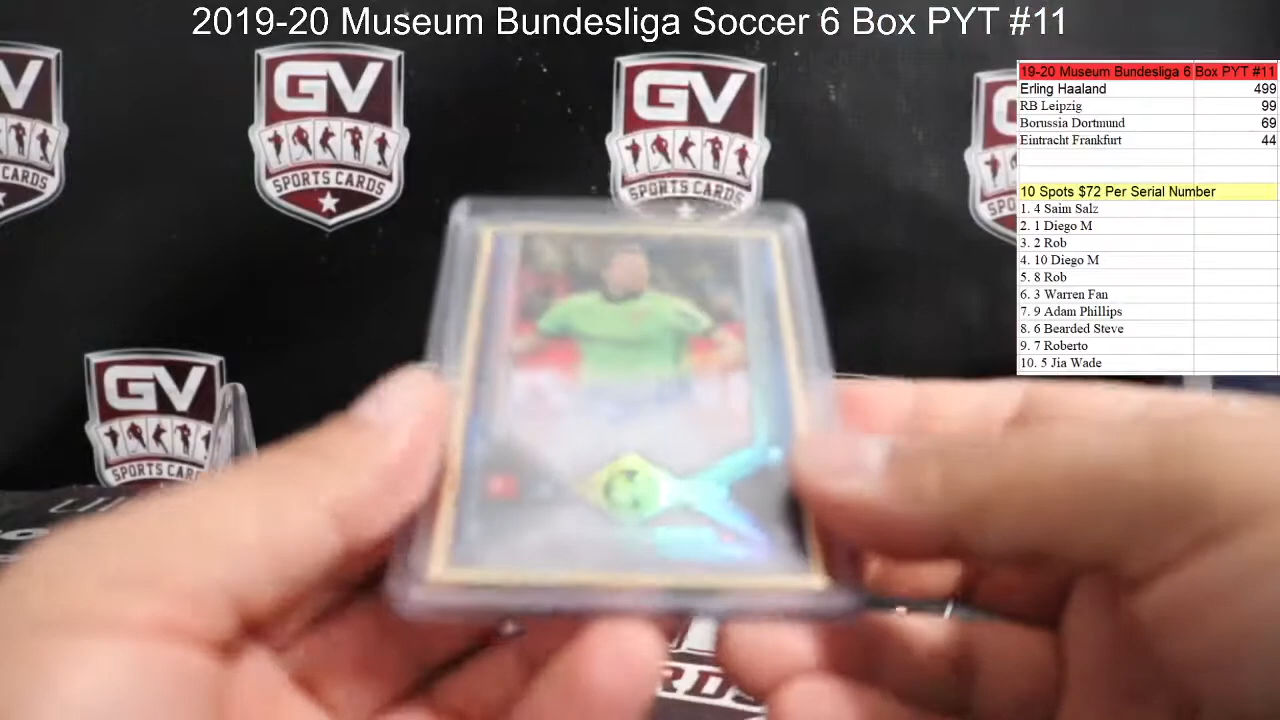 2019-20 Museum Bundesliga Soccer 6 Box PYT #11
19-20 Museum Bundesliga 6 Box PYT #11
Erling Haaland 499
RB Leipzig 99
Borussia Dortmund 69
Eintracht Frankfurt 44
10 Spots $72 Per Serial Number
1. 4 Saim Salz
2. 1 Diego M
3. 2 Rob
4. 10 Diego M
5. 8 Rob
6. 3 Warren Fan
7. 9 Adam Phillips
8. 6 Bearded Steve
9. 7 Roberto
10. 5 Jia Wade
V
CARDS
GV
SPORTS CARDS
GV
SPORTS CARDS
GV
SPORTS CARDS